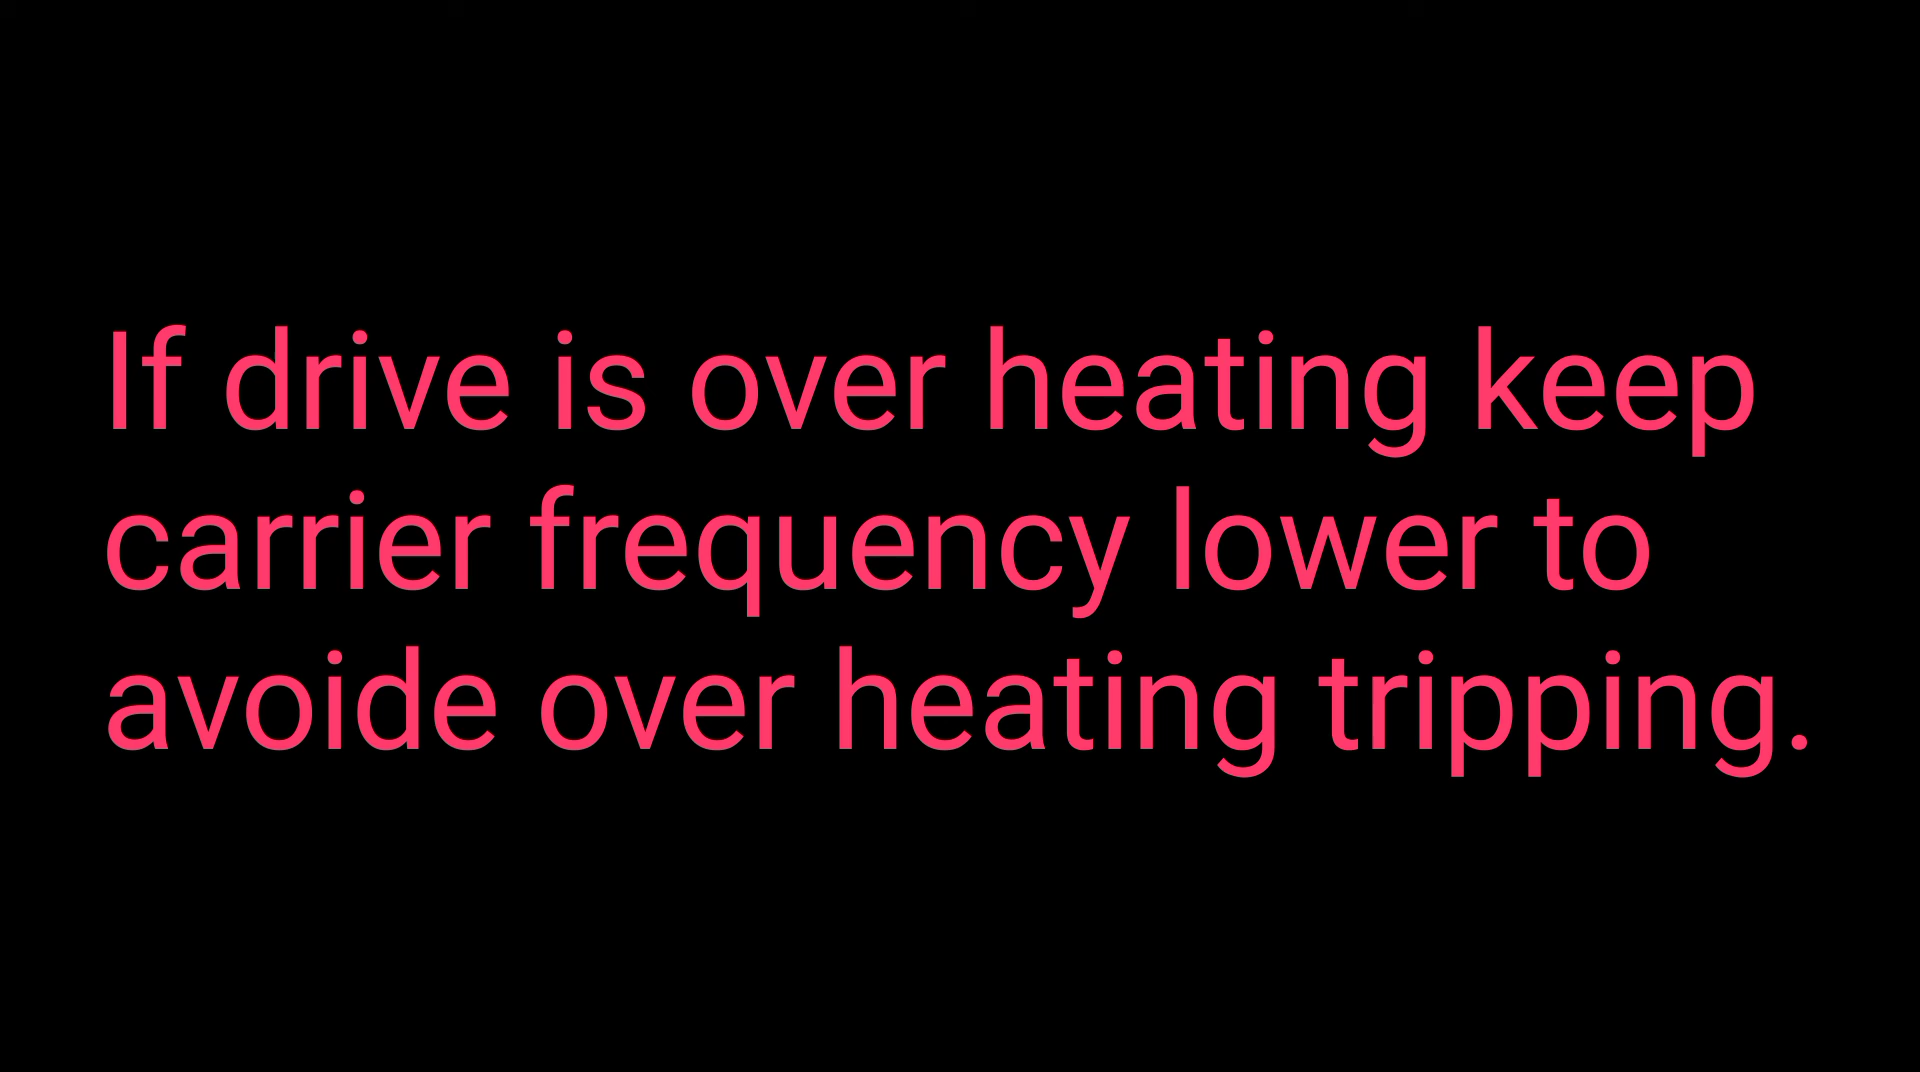 If drive is over heating keep
carrier frequency lower to
avoide over heating tripping.